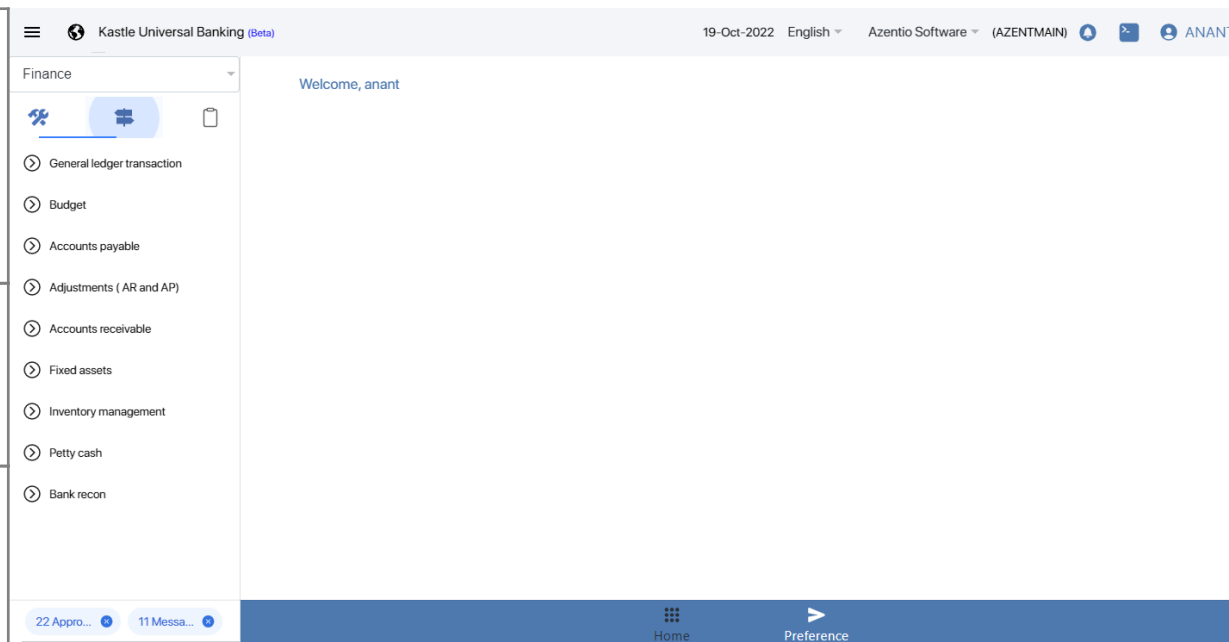 Kastle Universal Banking (Beta)
19-Oct-2022 English Azentio Software (AZENTMAIN) ANANT
Finance
Welcome, anant
General ledger transaction
Budget
Accounts payable
Adjustments ( AR and AP)
Accounts receivable
Fixed assets
Inventory management
Petty cash
Bank recon
22 Appro... 11 Messa...
Home Preference